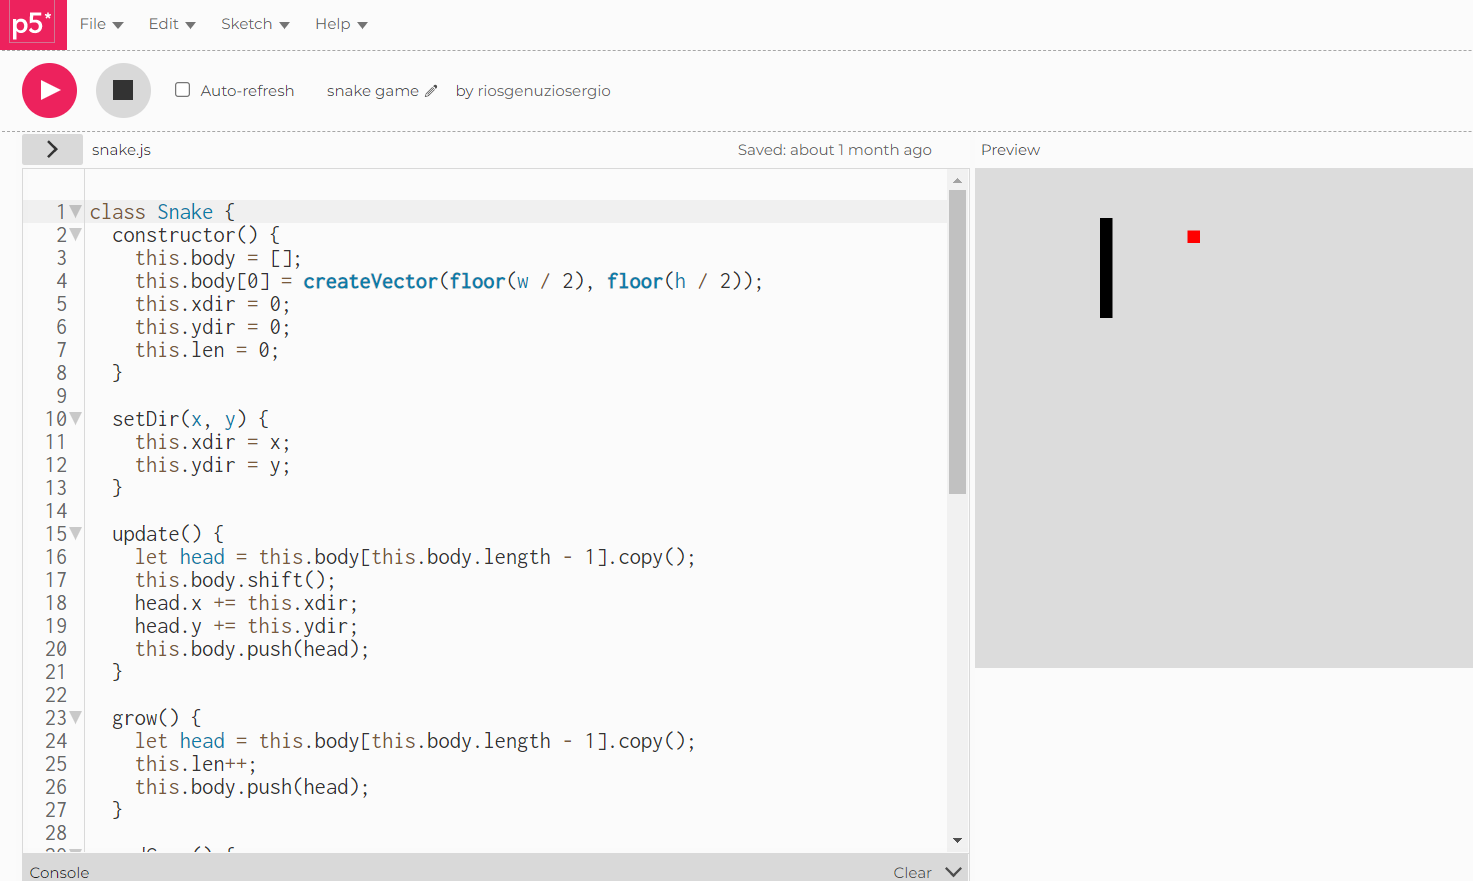 p5*
File Edit Sketch Help
Auto-refresh snake game by riosgenuziosergio
snake.js Saved: about 1 month ago Preview
1 class Snake {
2 constructor() {
3 this.body = [];
4 this.body[0] = createVector(floor(w / 2), floor(h / 2));
5 this.xdir = 0;
6 this.ydir = 0;
7 this.len = 0;
8 }
9
10 setDir(x, y) {
11 this.xdir = x;
12 this.ydir = y;
13 }
14
15 update() {
16 let head = this.body[this.body.length - 1].copy();
17 this.body.shift();
18 head.x += this.xdir;
19 head.y += this.ydir;
20 this.body.push(head);
21 }
22
23 grow() {
24 let head = this.body[this.body.length - 1].copy();
25 this.len++;
26 this.body.push(head);
27 }
28
Console Clear